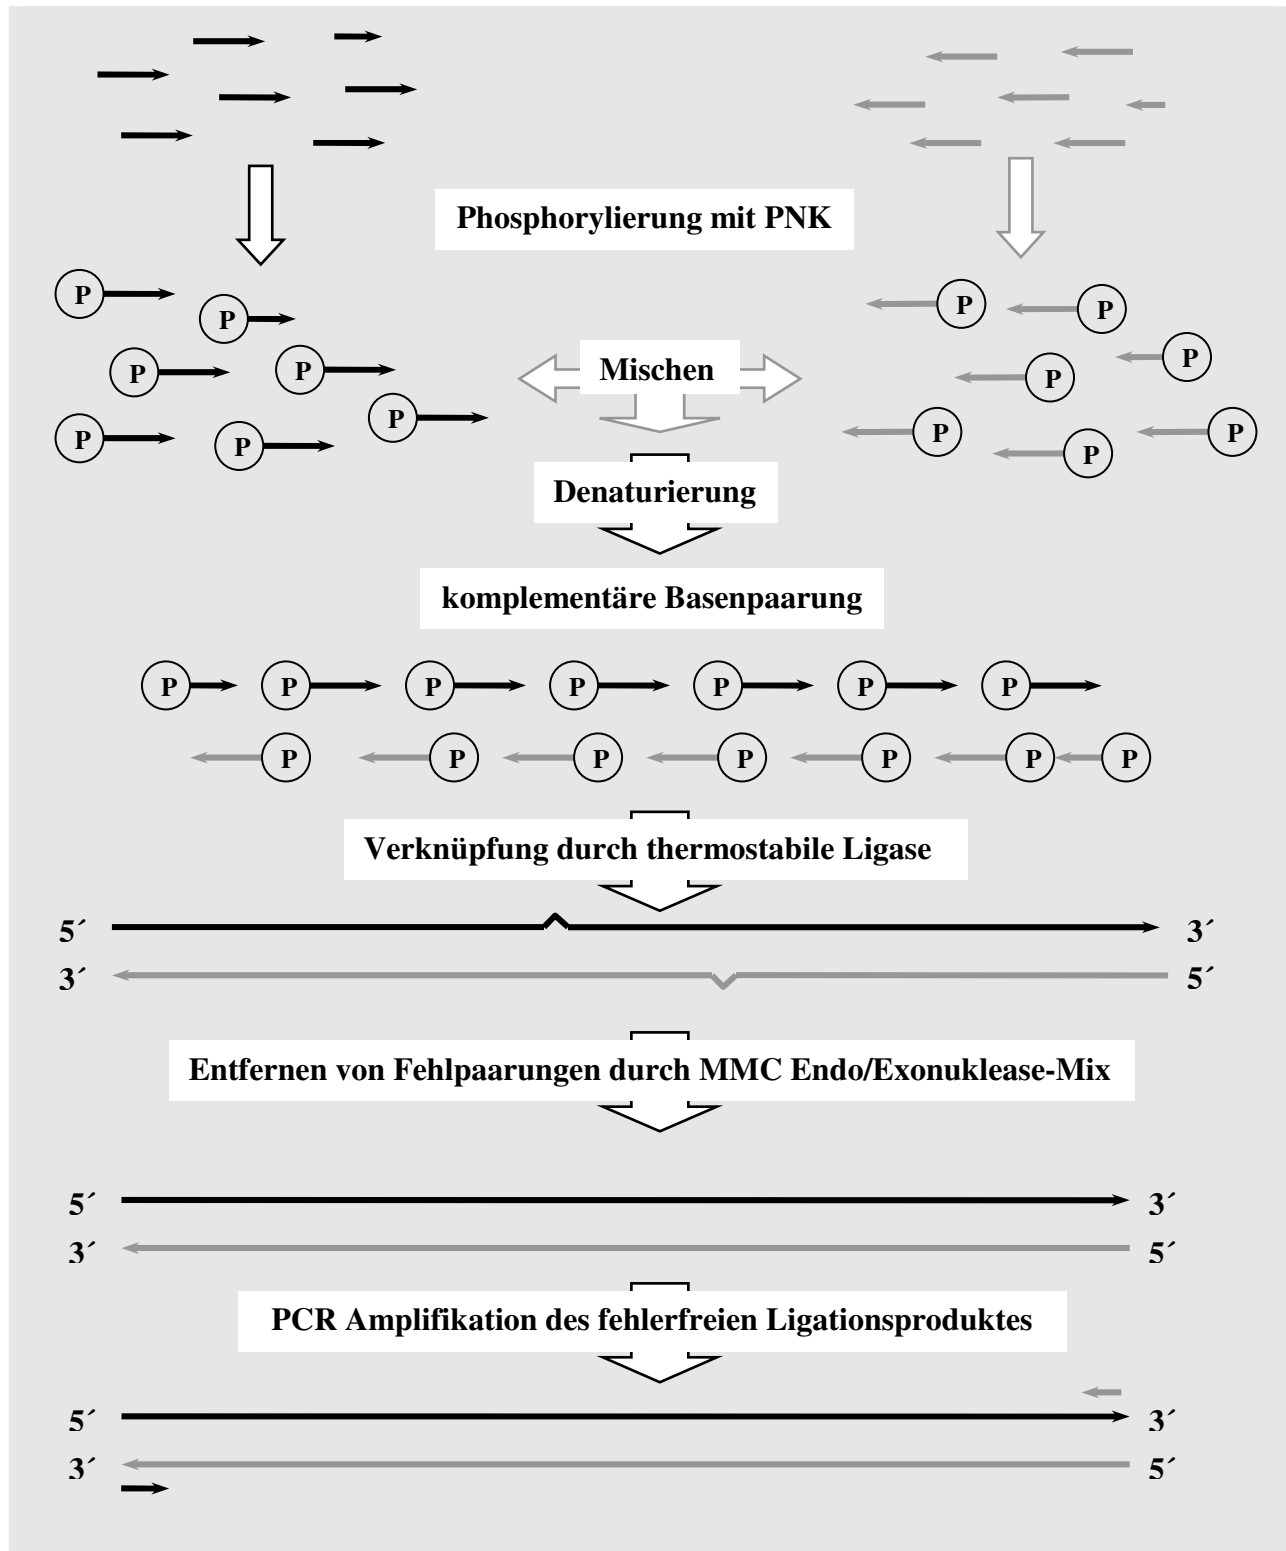 Phosphorylierung mit PNK
P P
P P
P P P
Mischen
P P P
P P
P P P
P P
Denaturierung
komplementäre Basenpaarung
P P P P P P P
P P P P P P P
Verknüpfung durch thermostabile Ligase
5´ 3´
3´ 5´
Entfernen von Fehlpaarungen durch MMC Endo/Exonuklease-Mix
5´ 3´
3´ 5´
PCR Amplifikation des fehlerfreien Ligationsproduktes
5´ 3´
3´ 5´